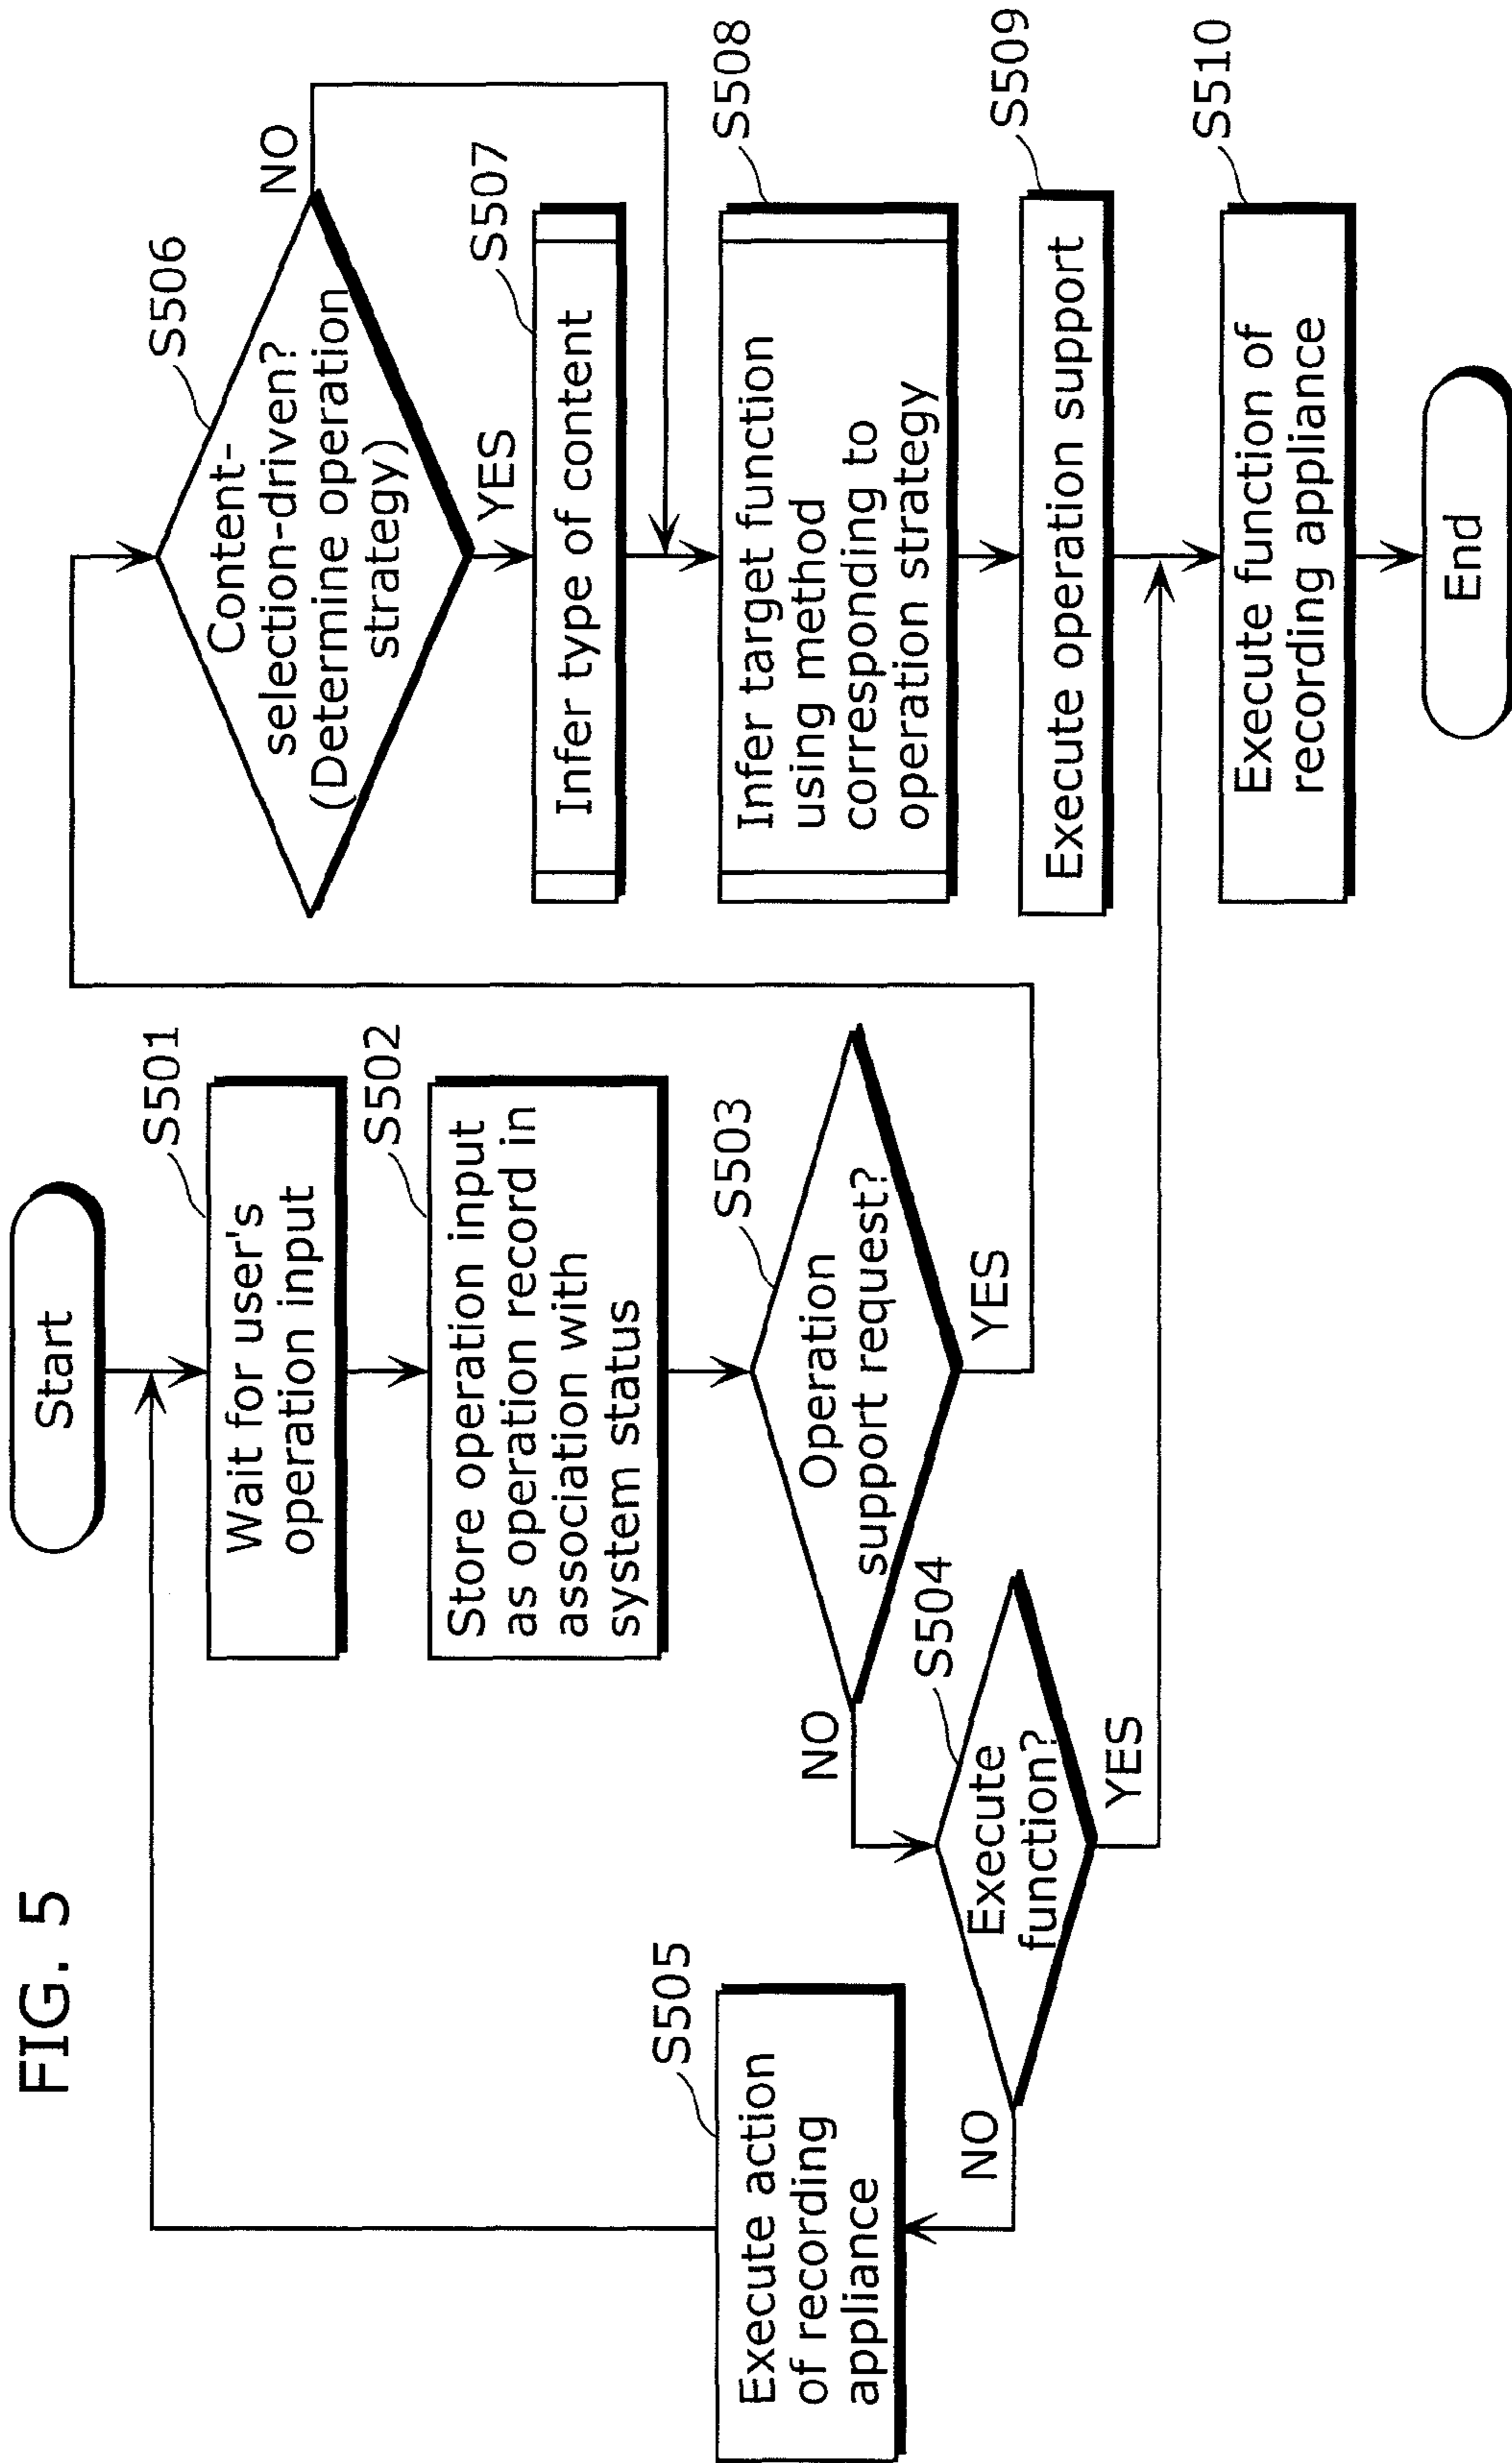 FIG. 5
Start
S501
Wait for user's
operation input
S502
Store operation input
as operation record in
association with
system status
S503
Operation
support request?
NO
YES
S504
Execute
function?
NO
YES
S505
Execute action
of recording
appliance
S506
Content-
selection-driven?
(Determine operation
strategy)
NO
YES
S507
Infer type of content
S508
Infer target function
using method
corresponding to
operation strategy
S509
Execute operation support
S510
Execute function of
recording appliance
End